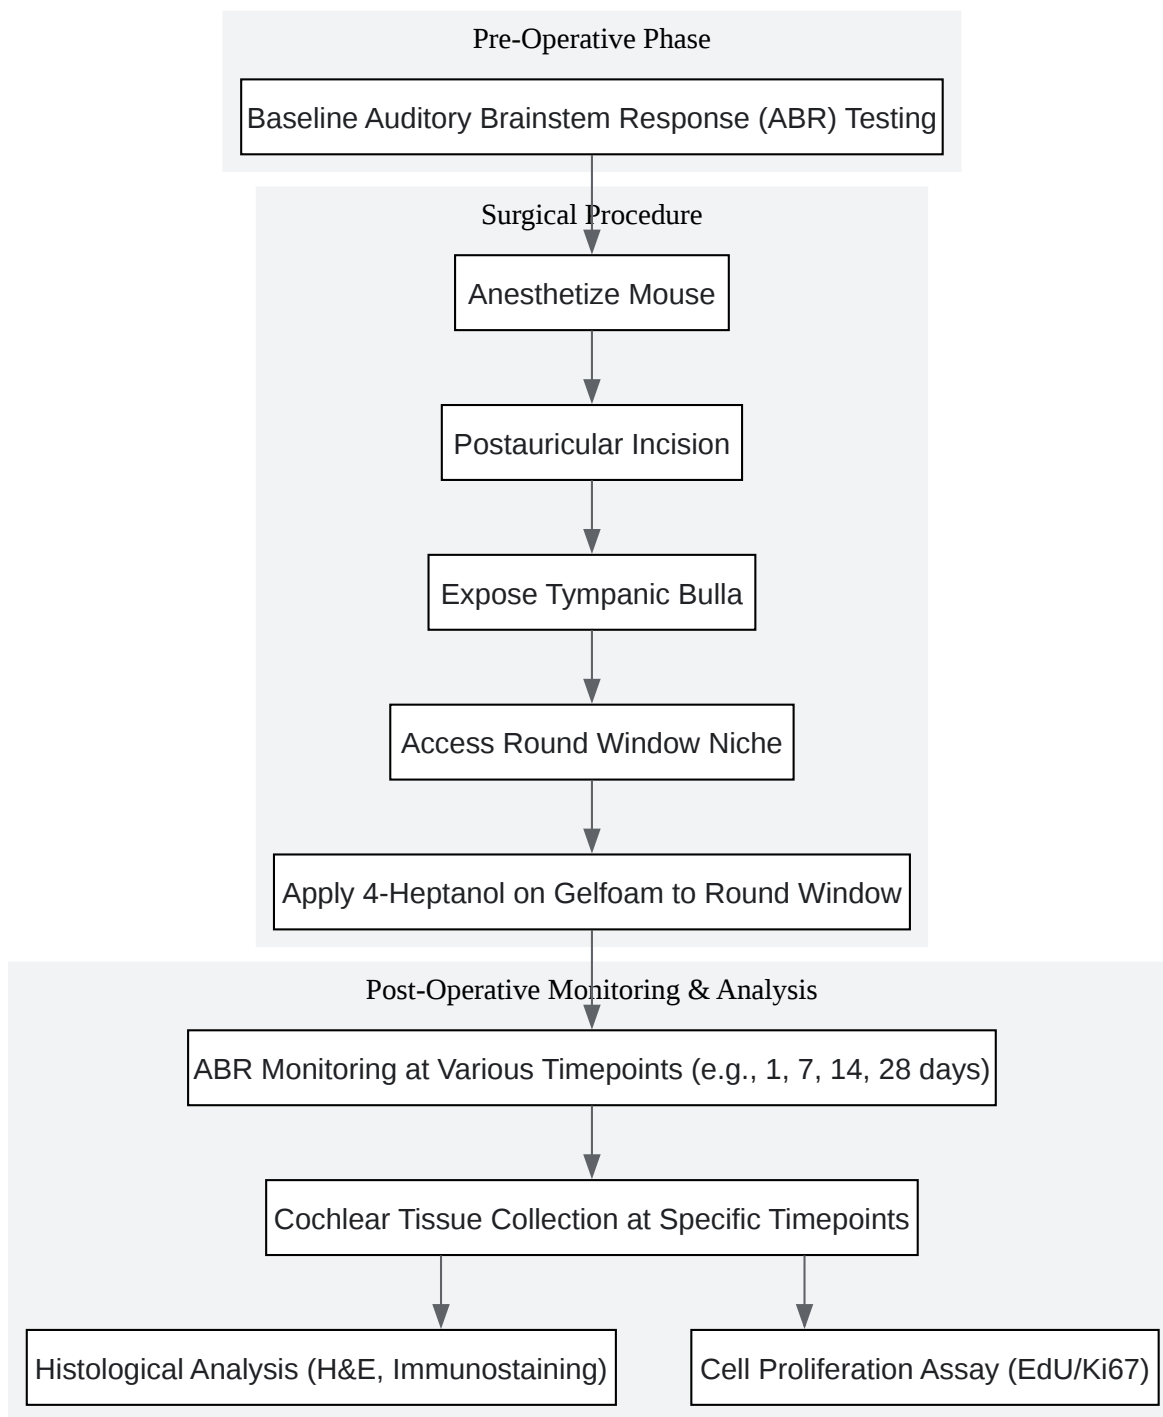 Pre-Operative Phase
Baseline Auditory Brainstem Response (ABR) Testing
Surgical Procedure
Anesthetize Mouse
Postauricular Incision
Expose Tympanic Bulla
Access Round Window Niche
Apply 4-Heptanol on Gelfoam to Round Window
Post-Operative Monitoring & Analysis
ABR Monitoring at Various Timepoints (e.g., 1, 7, 14, 28 days)
Cochlear Tissue Collection at Specific Timepoints
Histological Analysis (H&E, Immunostaining)
Cell Proliferation Assay (EdU/Ki67)